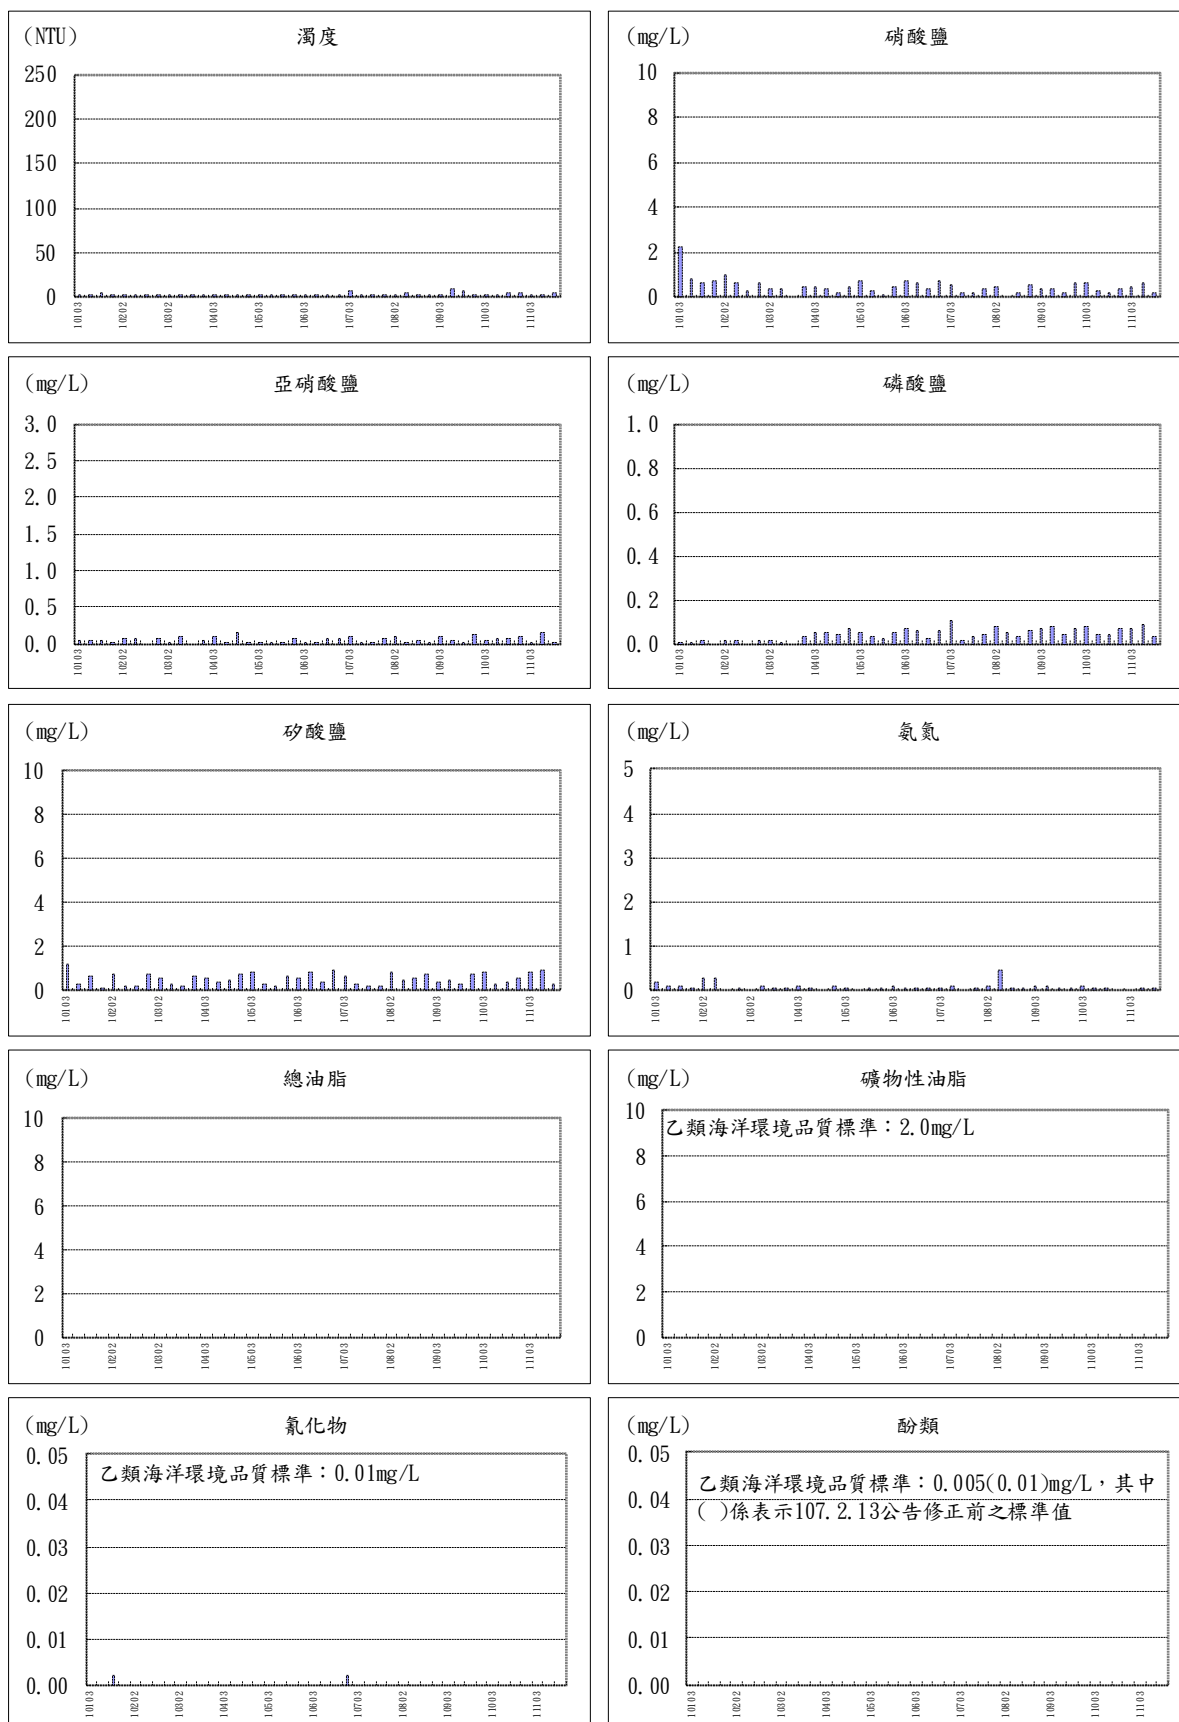 (NTU) 濁度
250
200
150
100
50
0
10103 10202 10302 10403 10503 10603 10703 10802 10903 11003 11103
(mg/L) 硝酸鹽
10
8
6
4
2
0
10103 10202 10302 10403 10503 10603 10703 10802 10903 11003 11103
(mg/L) 亞硝酸鹽
3.0
2.5
2.0
1.5
1.0
0.5
0.0
10103 10202 10302 10403 10503 10603 10703 10802 10903 11003 11103
(mg/L) 磷酸鹽
1.0
0.8
0.6
0.4
0.2
0.0
10103 10202 10302 10403 10503 10603 10703 10802 10903 11003 11103
(mg/L) 矽酸鹽
10
8
6
4
2
0
10103 10202 10302 10403 10503 10603 10703 10802 10903 11003 11103
(mg/L) 氨氮
5
4
3
2
1
0
10103 10202 10302 10403 10503 10603 10703 10802 10903 11003 11103
(mg/L) 總油脂
10
8
6
4
2
0
10103 10202 10302 10403 10503 10603 10703 10802 10903 11003 11103
(mg/L) 礦物性油脂
10
乙類海洋環境品質標準：2.0mg/L
8
6
4
2
0
10103 10202 10302 10403 10503 10603 10703 10802 10903 11003 11103
(mg/L) 氰化物
0.05
乙類海洋環境品質標準：0.01mg/L
0.04
0.03
0.02
0.01
0.00
10103 10202 10302 10403 10503 10603 10703 10802 10903 11003 11103
(mg/L) 酚類
0.05
乙類海洋環境品質標準：0.005(0.01)mg/L，其中
0.04
( )係表示107.2.13公告修正前之標準值
0.03
0.02
0.01
0.00
10103 10202 10302 10403 10503 10603 10703 10802 10903 11003 11103